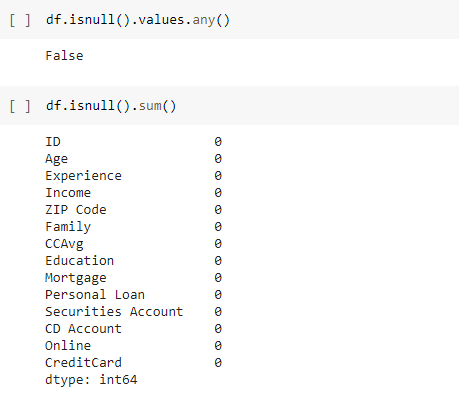 [ ] df.isnull().values.any()
False
[ ] df.isnull().sum()
ID 0
Age 0
Experience 0
Income 0
ZIP Code 0
Family 0
CCAvg 0
Education 0
Mortgage 0
Personal Loan 0
Securities Account 0
CD Account 0
Online 0
CreditCard 0
dtype: int64